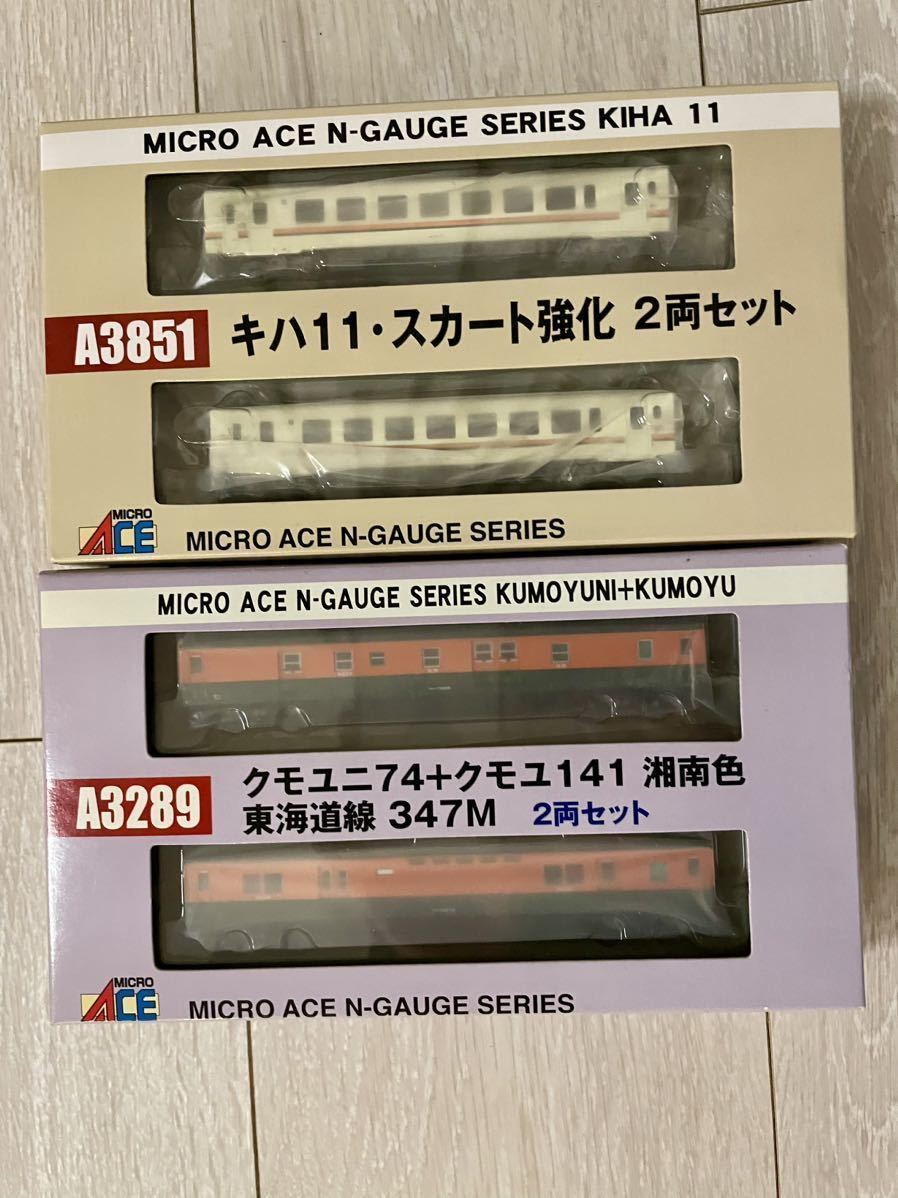 MICRO ACE N-GAUGE SERIES KIHA 11
A3851 キハ11・スカート強化 2両セット
MICRO ACE MICRO ACE N-GAUGE SERIES
MICRO ACE N-GAUGE SERIES KUMOYUNI+KUMOYU
クモユニ74+クモユ141 湘南色
A3289 東海道線 347M 2両セット
MICRO ACE MICRO ACE N-GAUGE SERIES